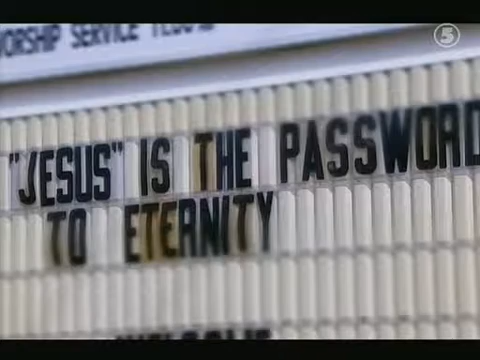 WORSHIP SERVICE
5
"JESUS" IS THE PASSWORD
TO ETERNITY